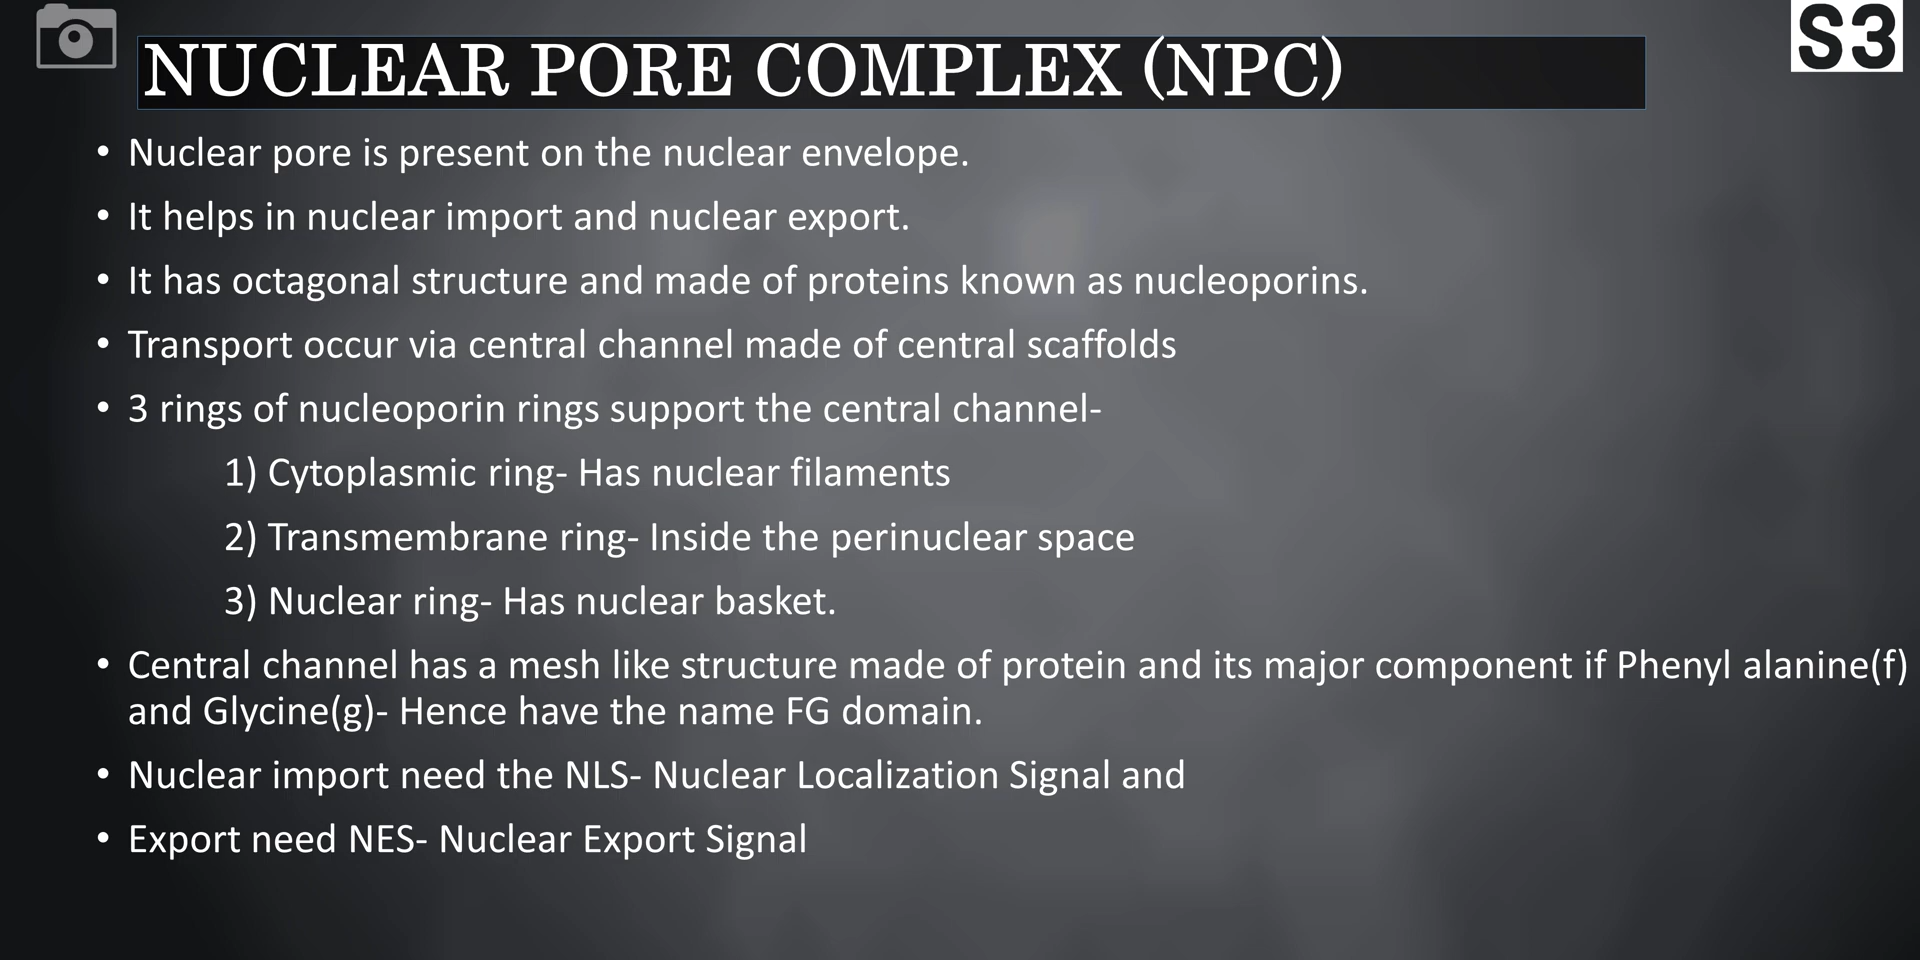 S3
NUCLEAR PORE COMPLEX (NPC)
• Nuclear pore is present on the nuclear envelope.
• It helps in nuclear import and nuclear export.
• It has octagonal structure and made of proteins known as nucleoporins.
• Transport occur via central channel made of central scaffolds
• 3 rings of nucleoporin rings support the central channel-
1) Cytoplasmic ring- Has nuclear filaments
2) Transmembrane ring- Inside the perinuclear space
3) Nuclear ring- Has nuclear basket.
• Central channel has a mesh like structure made of protein and its major component if Phenyl alanine(f)
and Glycine(g)- Hence have the name FG domain.
• Nuclear import need the NLS- Nuclear Localization Signal and
• Export need NES- Nuclear Export Signal